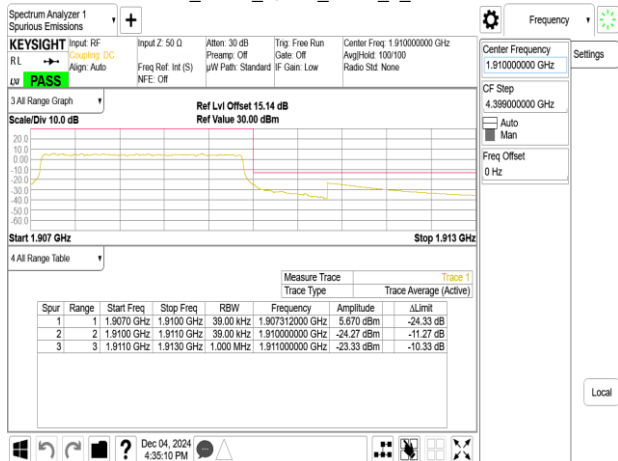 Spectrum Analyzer 1
Spurious Emissions
Frequency
KEYSIGHT Input: RF Input Z: 50 Ω Atten: 30 dB Trig: Free Run Center Freq: 1.910000000 GHz
RL Coupling: DC Preamp: Off Gate: Off Avg|Hold: 100/100
Align: Auto Freq Ref: Int (S) µW Path: Standard IF Gain: Low Radio Std: None
LXI PASS NFE: Off
Center Frequency
1.910000000 GHz
Settings
CF Step
4.399000000 GHz
Auto
Man
Freq Offset
0 Hz
3 All Range Graph
Ref Lvl Offset 15.14 dB
Scale/Div 10.0 dB Ref Value 30.00 dBm
20.0
10.0
0.00
-10.0
-20.0
-30.0
-40.0
-50.0
-60.0
Start 1.907 GHz Stop 1.913 GHz
4 All Range Table
Measure Trace Trace 1
Trace Type Trace Average (Active)
Spur Range Start Freq Stop Freq RBW Frequency Amplitude ΔLimit
1 1 1.9070 GHz 1.9100 GHz 39.00 kHz 1.907312000 GHz 5.670 dBm -24.33 dB
2 2 1.9100 GHz 1.9110 GHz 39.00 kHz 1.910000000 GHz -24.27 dBm -11.27 dB
3 3 1.9110 GHz 1.9130 GHz 1.000 MHz 1.911000000 GHz -23.33 dBm -10.33 dB
Local
Dec 04, 2024
4:35:10 PM